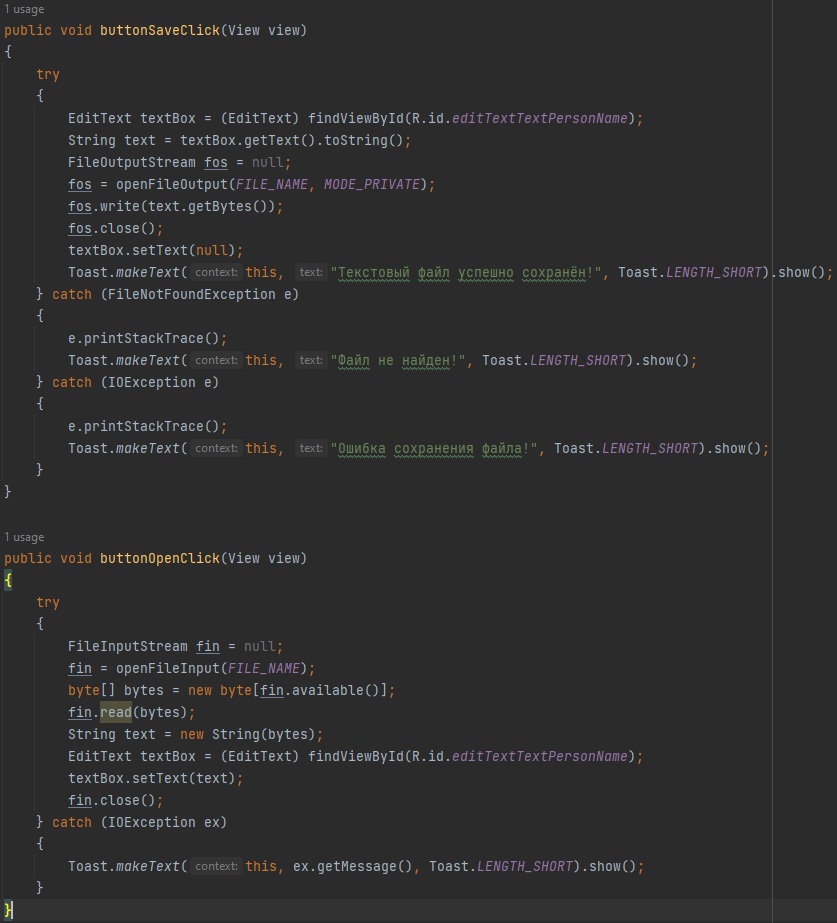 1 usage
public void buttonSaveClick(View view)
{
try
{
EditText textBox = (EditText) findViewById(R.id.editTextTextPersonName);
String text = textBox.getText().toString();
FileOutputStream fos = null;
fos = openFileOutput(FILE_NAME, MODE_PRIVATE);
fos.write(text.getBytes());
fos.close();
textBox.setText(null);
Toast.makeText( context: this, text: "Текстовый файл успешно сохранён!", Toast.LENGTH_SHORT).show();
} catch (FileNotFoundException e)
{
e.printStackTrace();
Toast.makeText( context: this, text: "Файл не найден!", Toast.LENGTH_SHORT).show();
} catch (IOException e)
{
e.printStackTrace();
Toast.makeText( context: this, text: "Ошибка сохранения файла!", Toast.LENGTH_SHORT).show();
}
}
1 usage
public void buttonOpenClick(View view)
{
try
{
FileInputStream fin = null;
fin = openFileInput(FILE_NAME);
byte[] bytes = new byte[fin.available()];
fin.read(bytes);
String text = new String(bytes);
EditText textBox = (EditText) findViewById(R.id.editTextTextPersonName);
textBox.setText(text);
fin.close();
} catch (IOException ex)
{
Toast.makeText( context: this, ex.getMessage(), Toast.LENGTH_SHORT).show();
}
}